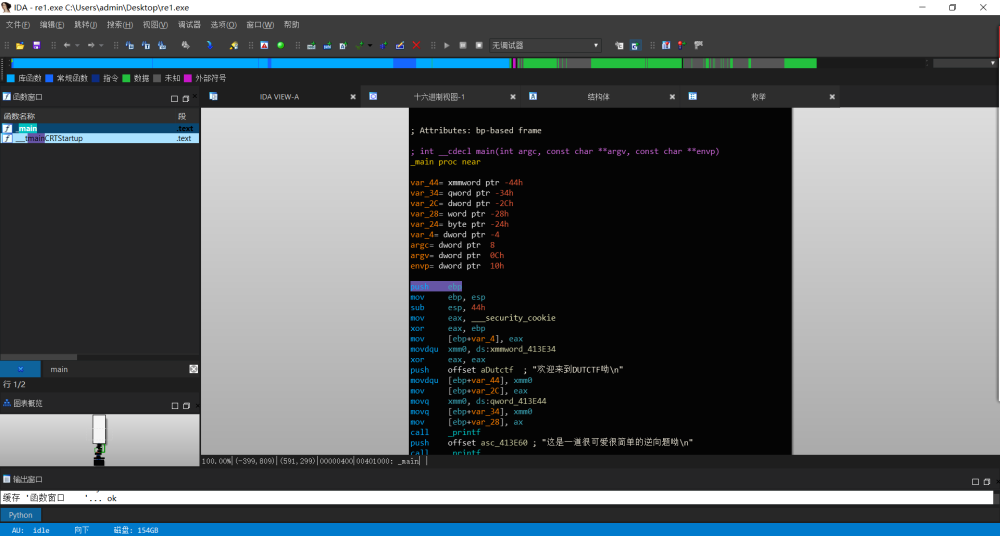 IDA - re1.exe C:\Users\admin\Desktop\re1.exe
文件(F) 编辑(E) 跳转(J) 搜索(H) 视图(V) 调试器 选项(O) 窗口(W) 帮助
无调试器
库函数 常规函数 指令 数据 未知 外部符号
函数窗口
IDA VIEW-A 十六进制视图-1 结构体 枚举
函数名称 段
_main .text
___tmainCRTStartup .text
; Attributes: bp-based frame
; int __cdecl main(int argc, const char **argv, const char **envp)
_main proc near
var_44= xmmword ptr -44h
var_34= qword ptr -34h
var_2C= dword ptr -2Ch
var_28= word ptr -28h
var_24= byte ptr -24h
var_4= dword ptr -4
argc= dword ptr 8
argv= dword ptr 0Ch
envp= dword ptr 10h
push ebp
mov ebp, esp
sub esp, 44h
mov eax, ___security_cookie
xor eax, ebp
mov [ebp+var_4], eax
movdqu xmm0, ds:xmmword_413E34
xor eax, eax
push offset aDutctf ; "欢迎来到DUTCTF呦\n"
movdqu [ebp+var_44], xmm0
mov [ebp+var_2C], eax
movq xmm0, ds:qword_413E44
movq [ebp+var_34], xmm0
mov [ebp+var_28], ax
call _printf
push offset asc_413E60 ; "这是一道很可爱很简单的逆向题呦\n"
call _printf
main
行 1/2
图表概览
100.00% (-399,809) (591,299) 00000400 00401000: _main
输出窗口
缓存 '函数窗口 '... ok
Python
AU: idle 向下 磁盘: 154GB